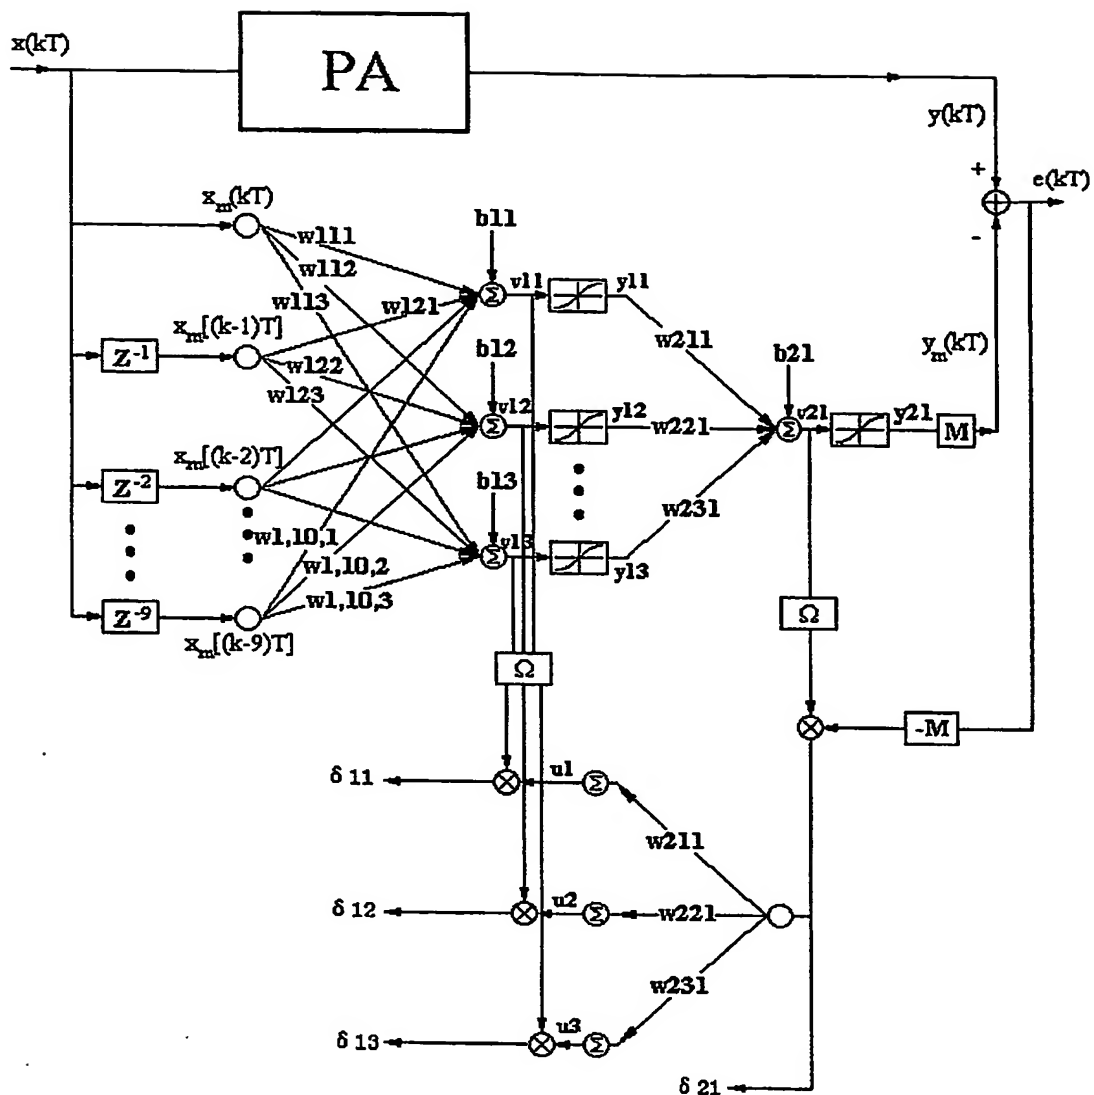 x(kT)
PA
y(kT)
+
e(kT)
-
x_m(kT)
w111
w112
w113
b11
Σ
v11
y11
w121
x_m[(k-1)T]
Z⁻¹
w122
w123
b12
Σ
v12
y12
w211
w221
b21
Σ
v21
y21
M
y_m(kT)
x_m[(k-2)T]
Z⁻²
b13
Σ
v13
y13
w231
w1,10,1
w1,10,2
w1,10,3
Z⁻⁹
x_m[(k-9)T]
Ω
Ω
-M
δ 11
u1
Σ
w211
δ 12
u2
Σ
w221
w231
δ 13
u3
Σ
δ 21